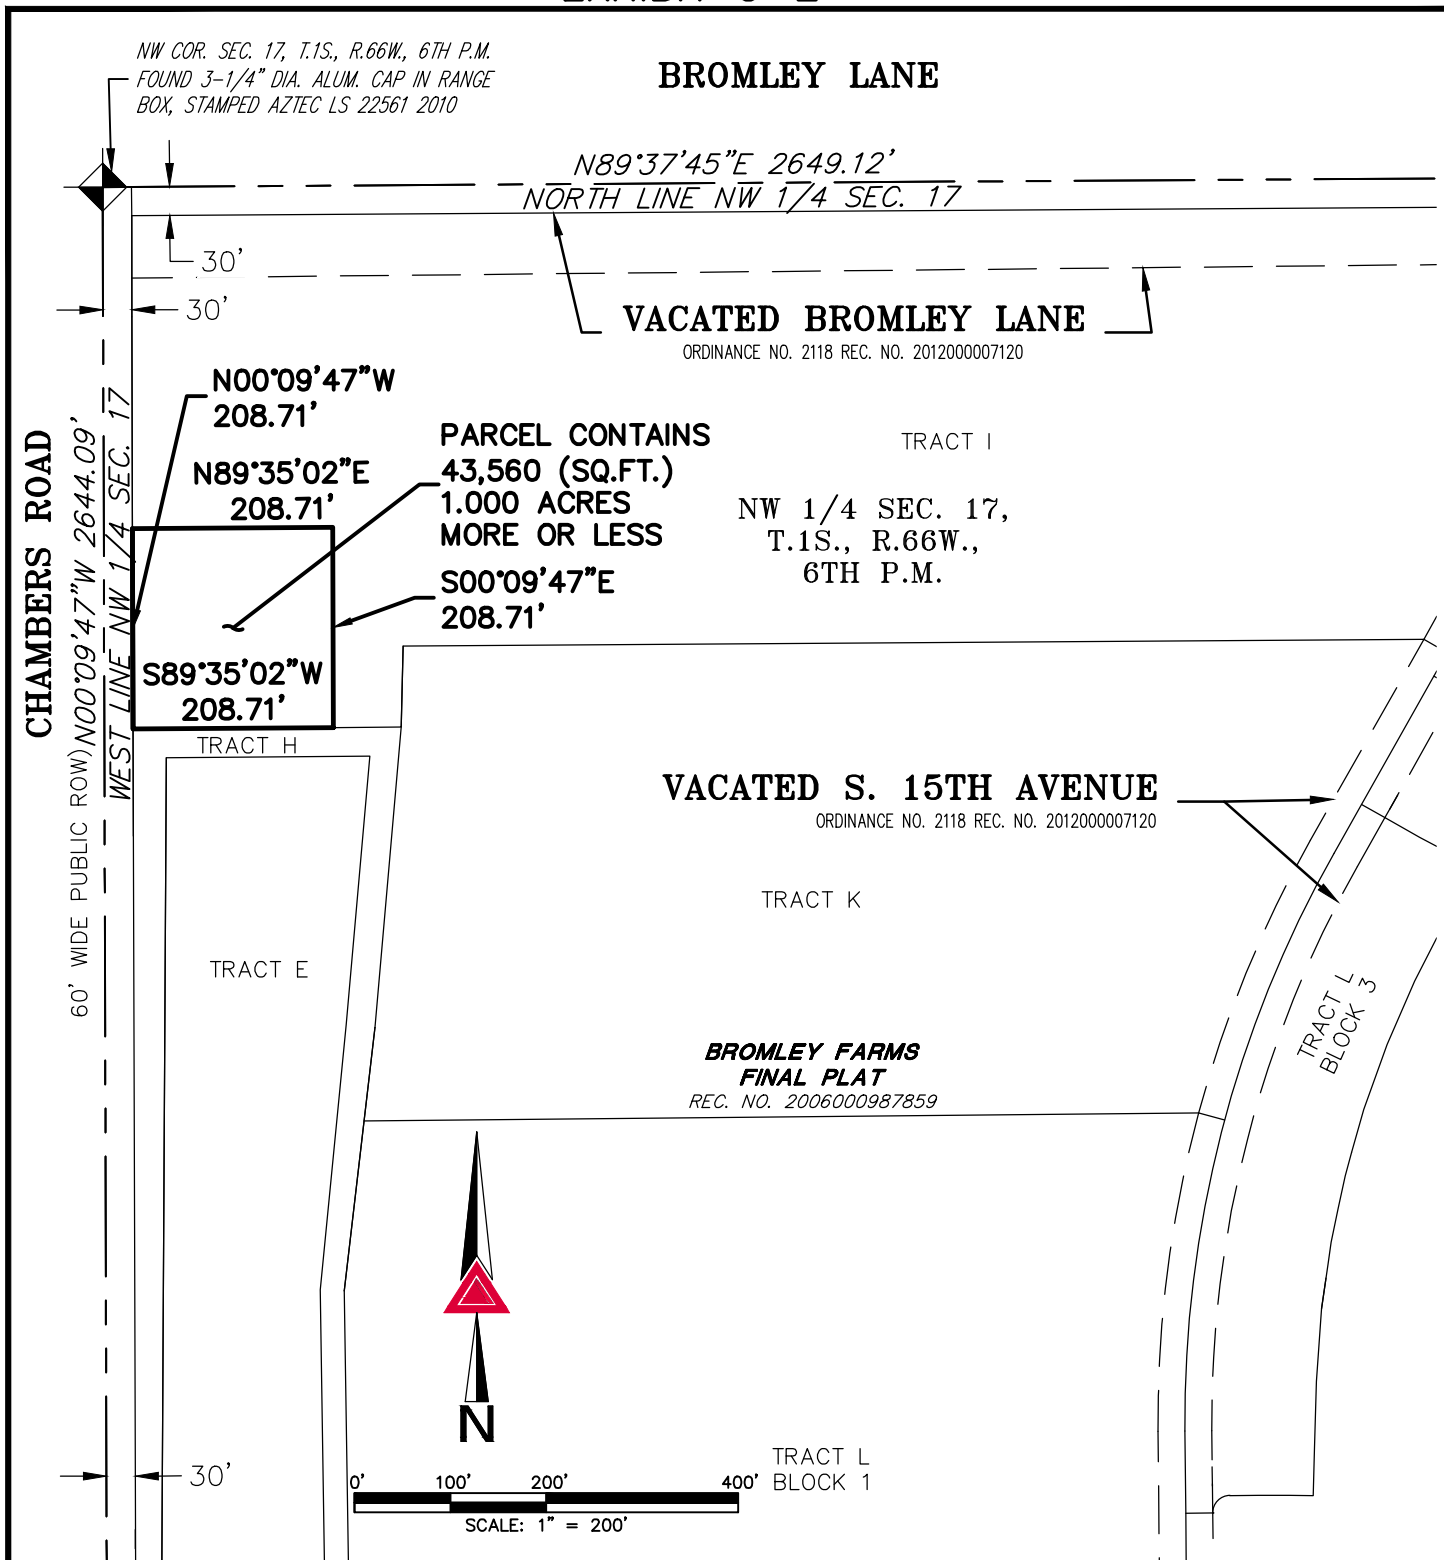 NW COR. SEC. 17, T.1S., R.66W., 6TH P.M.
FOUND 3-1/4" DIA. ALUM. CAP IN RANGE
BOX, STAMPED AZTEC LS 22561 2010
BROMLEY LANE
N89°37'45"E 2649.12'
NORTH LINE NW 1/4 SEC. 17
30'
30'
VACATED BROMLEY LANE
ORDINANCE NO. 2118 REC. NO. 2012000007120
N00°09'47"W
208.71'
N89°35'02"E
208.71'
PARCEL CONTAINS
43,560 (SQ.FT.)
1.000 ACRES
MORE OR LESS
TRACT I
NW 1/4 SEC. 17,
T.1S., R.66W.,
6TH P.M.
S00°09'47"E
208.71'
S89°35'02"W
208.71'
CHAMBERS ROAD
60' WIDE PUBLIC ROW)
N00°09'47"W 2644.09'
WEST LINE NW 1/4 SEC. 17
TRACT H
VACATED S. 15TH AVENUE
ORDINANCE NO. 2118 REC. NO. 2012000007120
TRACT K
TRACT E
TRACT L
BLOCK 3
BROMLEY FARMS
FINAL PLAT
REC. NO. 2006000987859
N
30'
TRACT L
BLOCK 1
0' 100' 200' 400'
SCALE: 1" = 200'